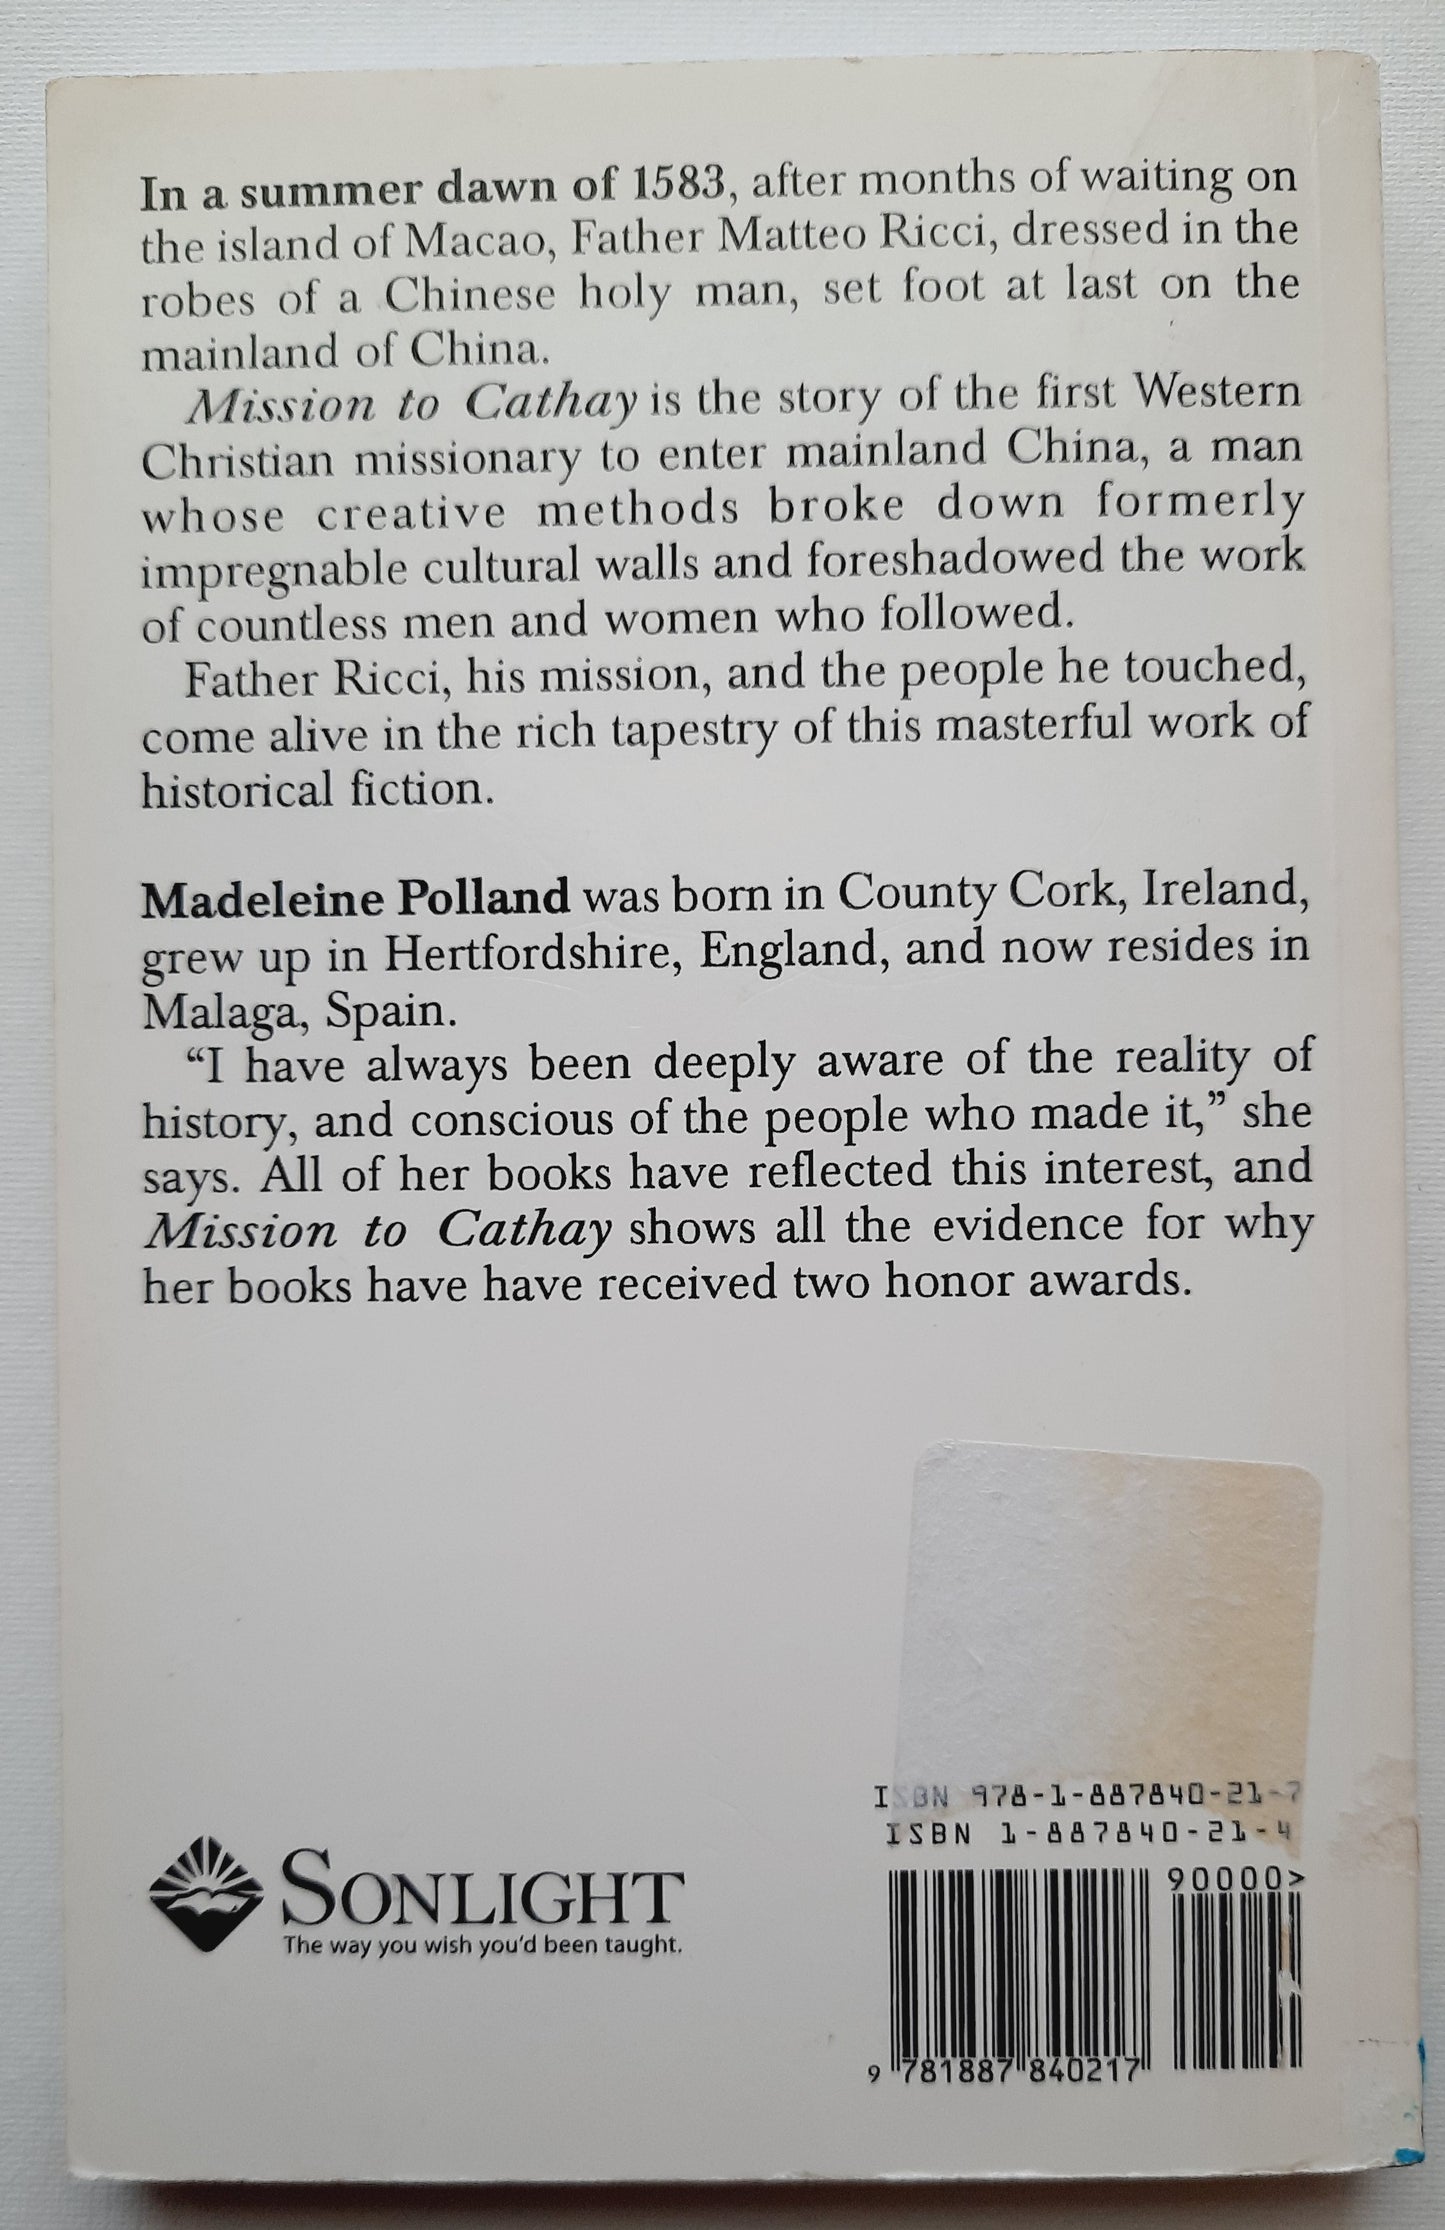 In a summer dawn of 1583, after months of waiting on
the island of Macao, Father Matteo Ricci, dressed in the
robes of a Chinese holy man, set foot at last on the
mainland of China.
Mission to Cathay is the story of the first Western
Christian missionary to enter mainland China, a man
whose creative methods broke down formerly
impregnable cultural walls and foreshadowed the work
of countless men and women who followed.
Father Ricci, his mission, and the people he touched,
come alive in the rich tapestry of this masterful work of
historical fiction.
Madeleine Polland was born in County Cork, Ireland,
grew up in Hertfordshire, England, and now resides in
Malaga, Spain.
“I have always been deeply aware of the reality of
history, and conscious of the people who made it,” she
says. All of her books have reflected this interest, and
Mission to Cathay shows all the evidence for why
her books have have received two honor awards.
SONLIGHT
The way you wish you'd been taught.
ISBN 978-1-887840-21-7
ISBN 1-887840-21-4
90000>
9 781887 840217